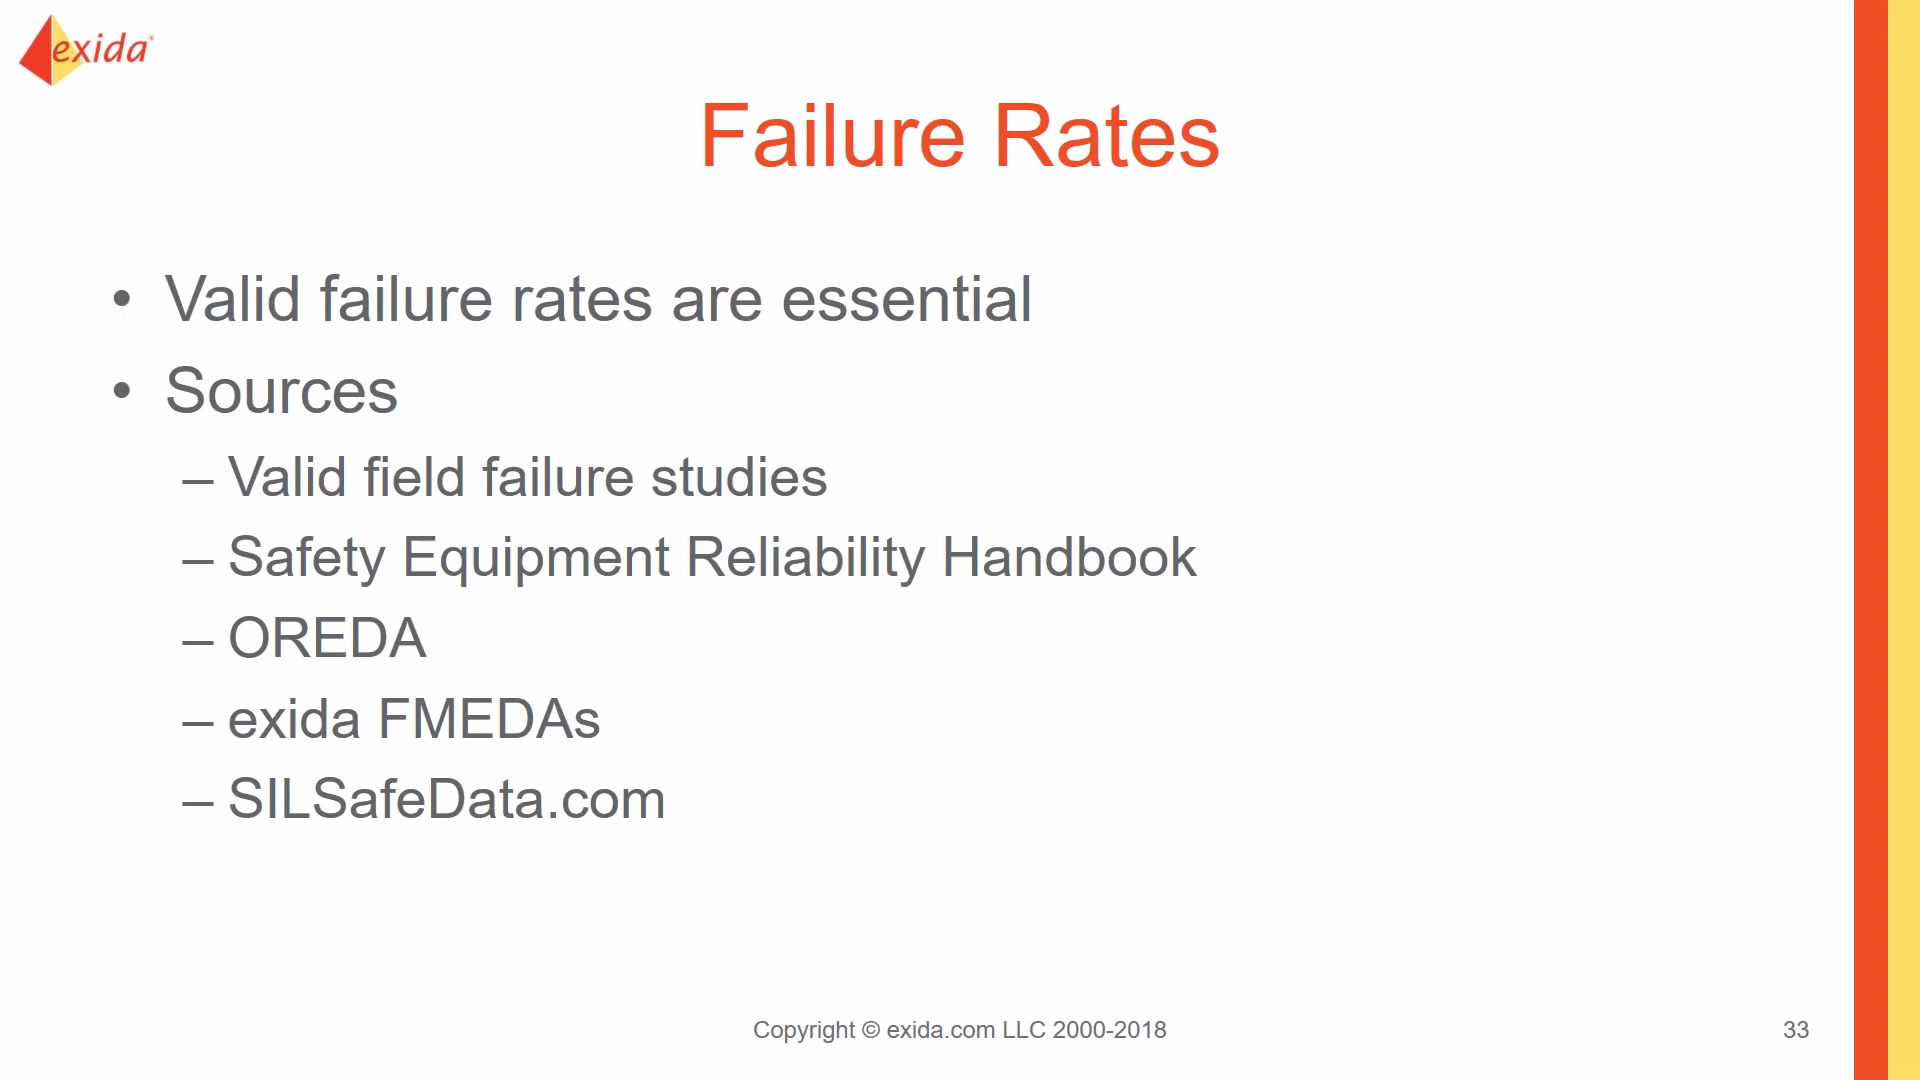 exida
Failure Rates
• Valid failure rates are essential
• Sources
– Valid field failure studies
– Safety Equipment Reliability Handbook
– OREDA
– exida FMEDAs
– SILSafeData.com
Copyright © exida.com LLC 2000-2018
33